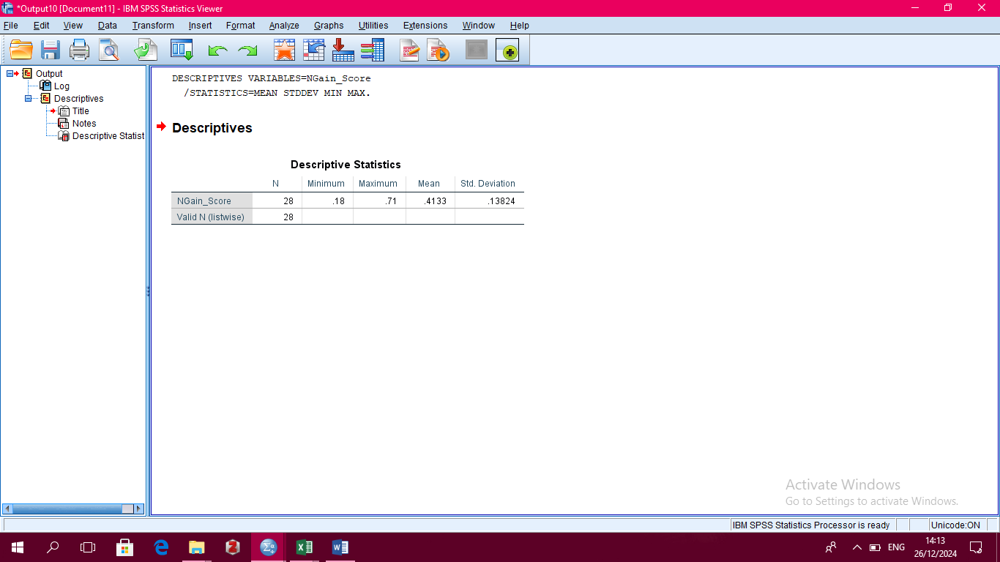 *Output10 [Document11] - IBM SPSS Statistics Viewer
File Edit View Data Transform Insert Format Analyze Graphs Utilities Extensions Window Help
Output
Log
Descriptives
Title
Notes
Descriptive Statist
DESCRIPTIVES VARIABLES=NGain_Score
/STATISTICS=MEAN STDDEV MIN MAX.
Descriptives
Descriptive Statistics
N Minimum Maximum Mean Std. Deviation
NGain_Score 28 .18 .71 .4133 .13824
Valid N (listwise) 28
Activate Windows
Go to Settings to activate Windows.
IBM SPSS Statistics Processor is ready Unicode:ON
ENG 14:13
26/12/2024